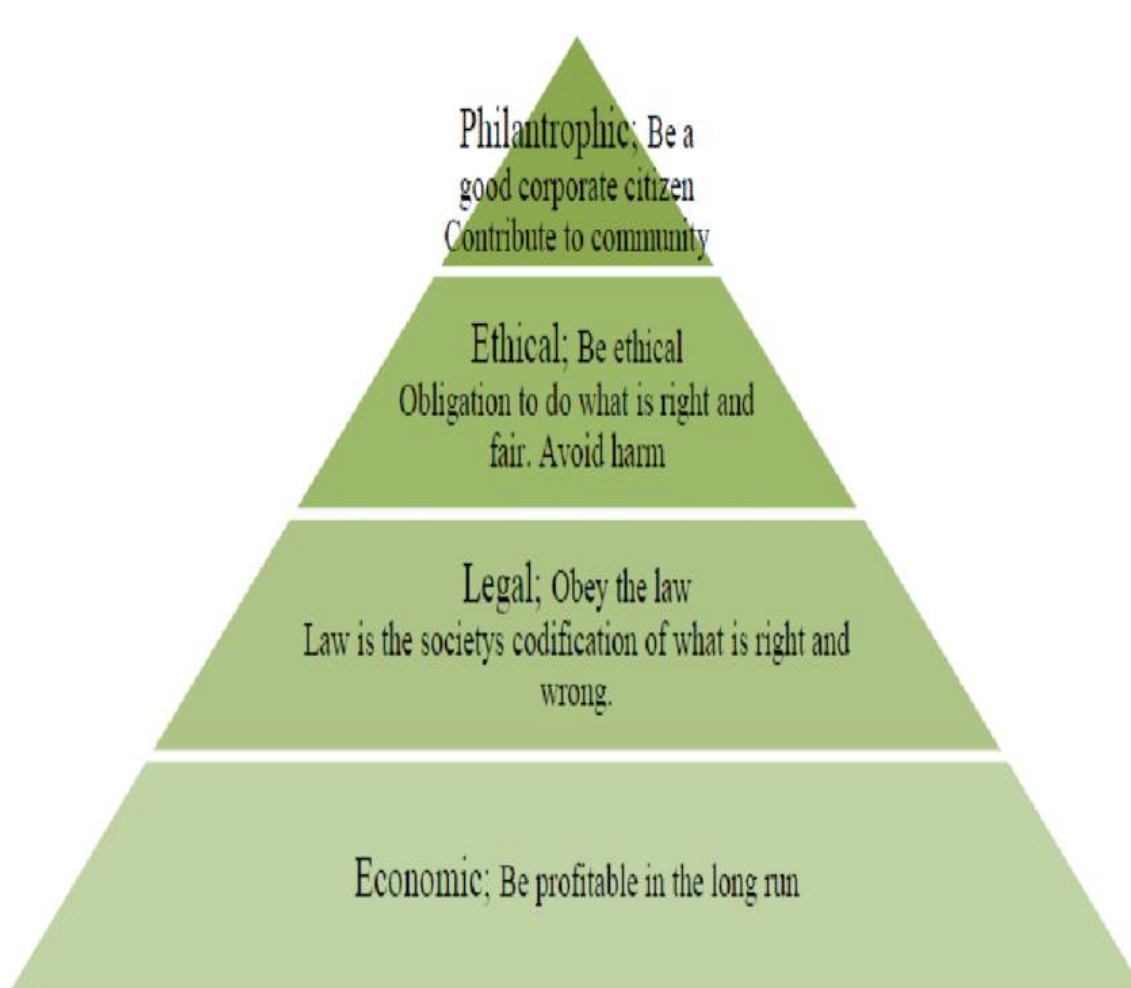 Philantrophic; Be a
good corporate citizen
Contribute to community
Ethical; Be ethical
Obligation to do what is right and
fair. Avoid harm
Legal; Obey the law
Law is the societys codification of what is right and
wrong.
Economic; Be profitable in the long run